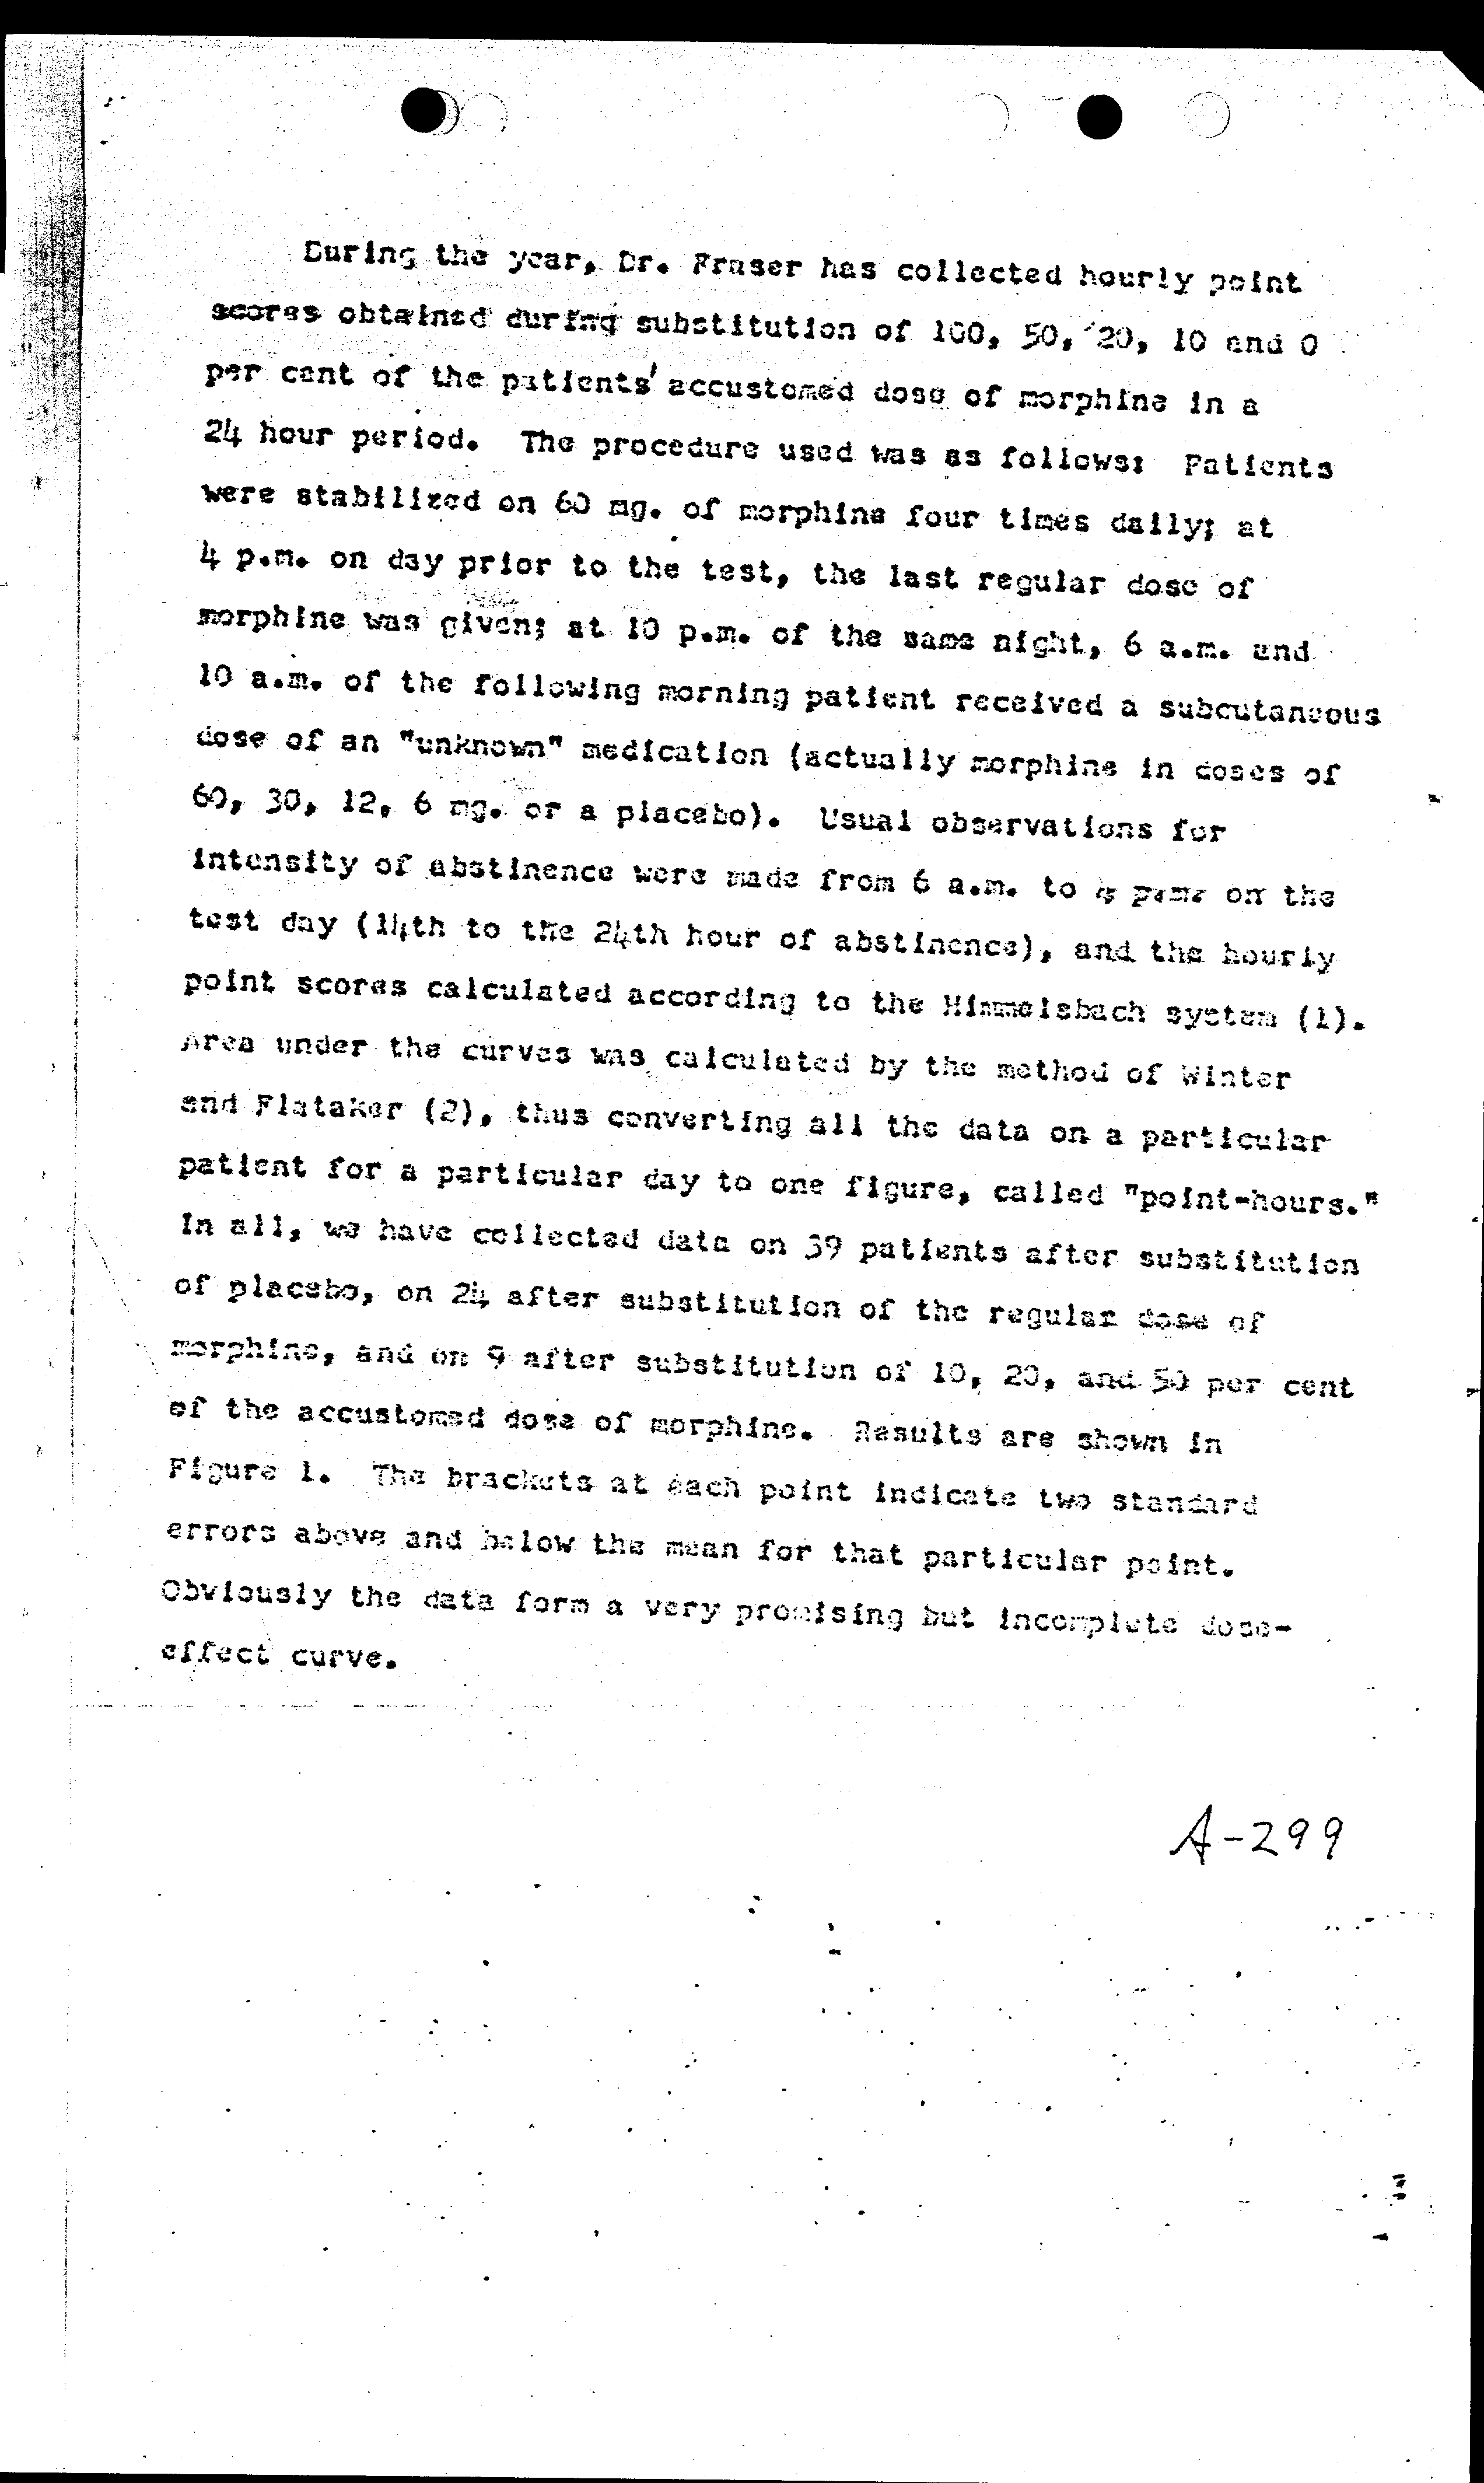 During the year, Dr. Fraser has collected hourly point
scores obtained during substitution of 100, 50, 20, 10 and 0
per cent of the patients' accustomed dose of morphine in a
24 hour period. The procedure used was as follows: Patients
were stabilized on 60 mg. of morphine four times daily; at
4 p.m. on day prior to the test, the last regular dose of
morphine was given; at 10 p.m. of the same night, 6 a.m. and
10 a.m. of the following morning patient received a subcutaneous
dose of an "unknown" medication (actually morphine in doses of
60, 30, 12, 6 mg. or a placebo). Usual observations for
intensity of abstinence were made from 6 a.m. to 4 p.m. on the
test day (14th to the 24th hour of abstinence), and the hourly
point scores calculated according to the Himmelsbach system (1).
Area under the curves was calculated by the method of Winter
and Flataker (2), thus converting all the data on a particular
patient for a particular day to one figure, called "point-hours."
In all, we have collected data on 39 patients after substitution
of placebo, on 24 after substitution of the regular dose of
morphine, and on 9 after substitution of 10, 20, and 50 per cent
of the accustomed dose of morphine. Results are shown in
Figure 1. The brackets at each point indicate two standard
errors above and below the mean for that particular point.
Obviously the data form a very promising but incomplete dose-
effect curve.
A-299